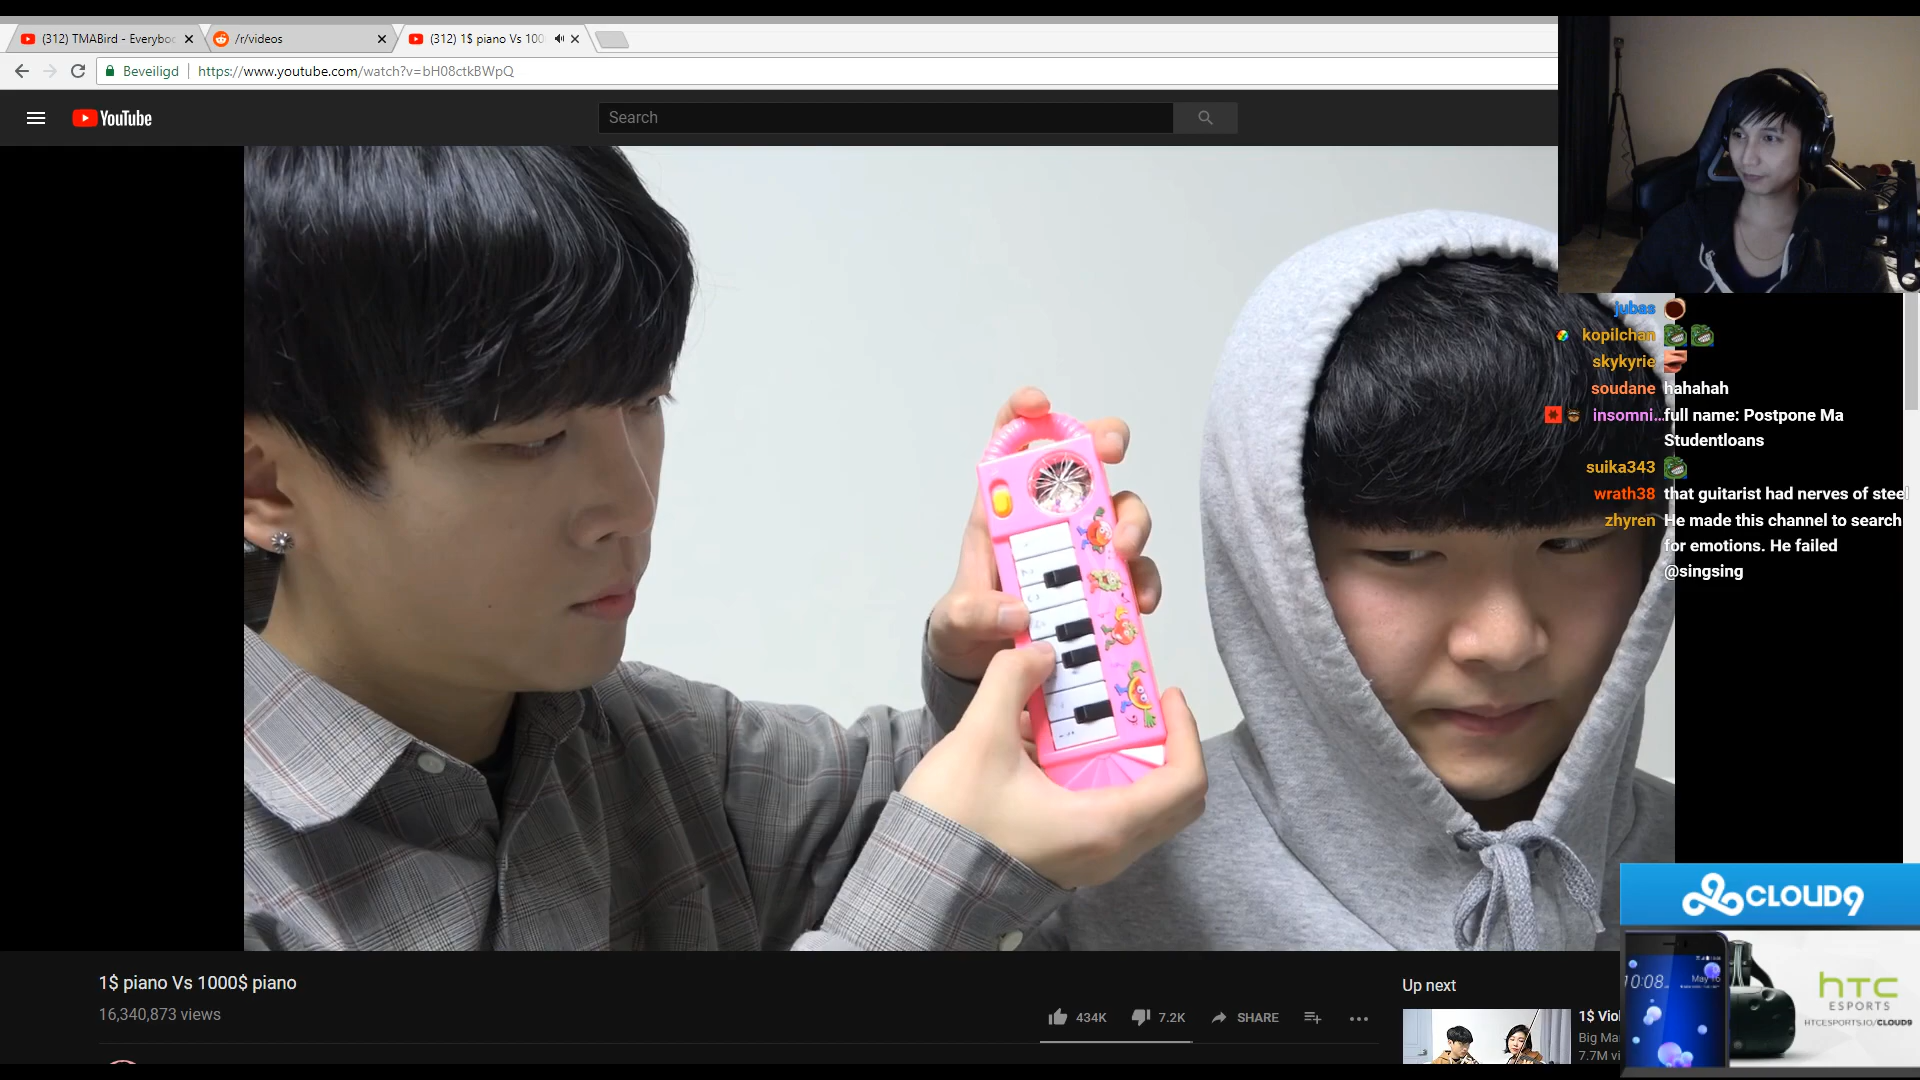 (312) TMABird - Everyboc
/r/videos
(312) 1$ piano Vs 100
Beveiligd
https://www.youtube.com/watch?v=bH08ctkBWpQ
YouTube
Search
jubas
kopilchan
skykyrie
soudane hahahah
insomni... full name: Postpone Ma
Studentloans
suika343
wrath38 that guitarist had nerves of steel
zhyren He made this channel to search
for emotions. He failed
@singsing
CLOUD9
10:08
May 16
hTC
ESPORTS
HTCESPORTS.IO/CLOUD9
1$ piano Vs 1000$ piano
16,340,873 views
434K
7.2K
SHARE
Up next
1$ Viol
Big Ma
7.7M vi